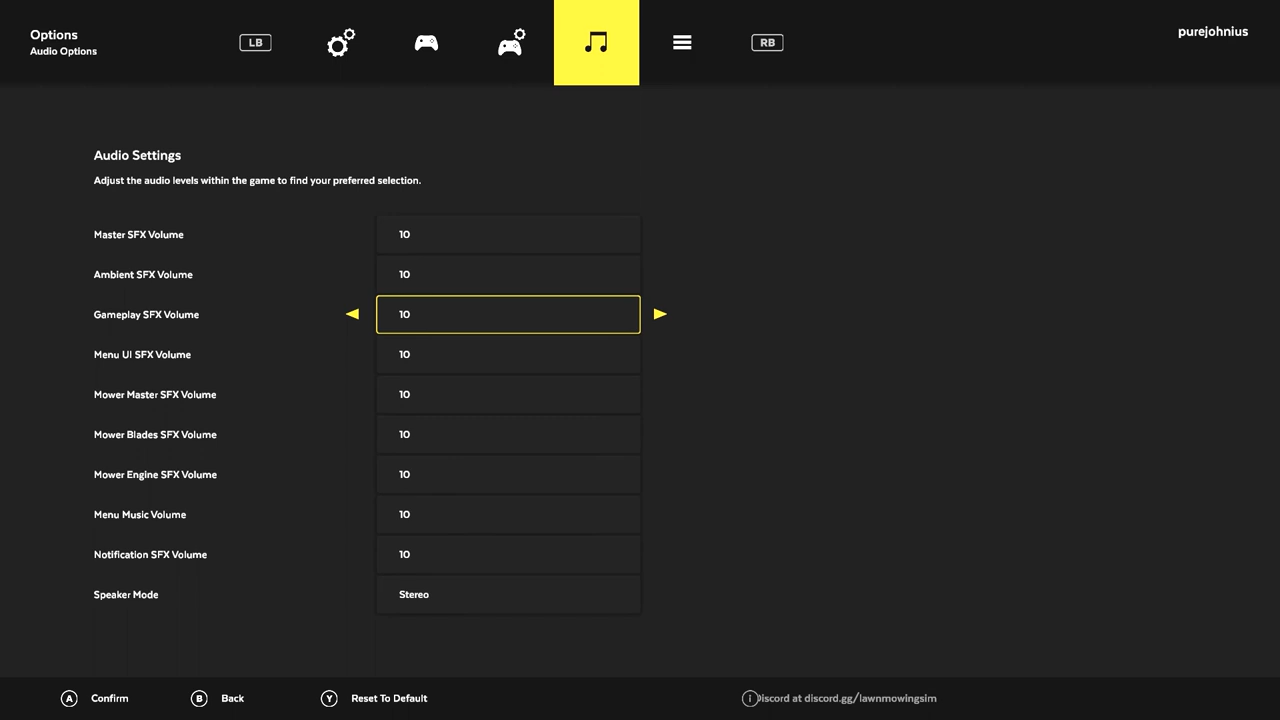 Options
Audio Options
LB
RB
purejohnius
Audio Settings
Adjust the audio levels within the game to find your preferred selection.
Master SFX Volume 10
Ambient SFX Volume 10
Gameplay SFX Volume 10
Menu UI SFX Volume 10
Mower Master SFX Volume 10
Mower Blades SFX Volume 10
Mower Engine SFX Volume 10
Menu Music Volume 10
Notification SFX Volume 10
Speaker Mode Stereo
A Confirm B Back Y Reset To Default i Discord at discord.gg/lawnmowingsim